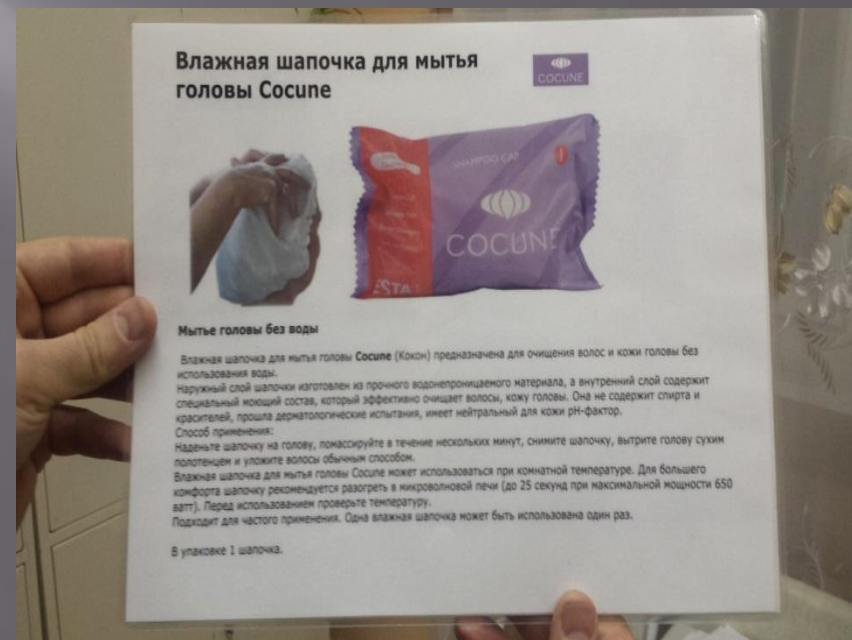 Влажная шапочка для мытья
головы Cocune
COCUNE
SHAMPOO CAP
COCUNE
Мытье головы без воды
Влажная шапочка для мытья головы Cocune (Кокон) предназначена для очищения волос и кожи головы без
использования воды.
Наружный слой шапочки изготовлен из прочного водонепроницаемого материала, а внутренний слой содержит
специальный моющий состав, который эффективно очищает волосы, кожу головы. Она не содержит спирта и
красителей, прошла дерматологические испытания, имеет нейтральный для кожи pH-фактор.
Способ применения:
Наденьте шапочку на голову, помассируйте в течение нескольких минут, снимите шапочку, вытрите голову сухим
полотенцем и уложите волосы обычным способом.
Влажная шапочка для мытья головы Cocune может использоваться при комнатной температуре. Для большего
комфорта шапочку рекомендуется разогреть в микроволновой печи (до 25 секунд при максимальной мощности 650
ватт). Перед использованием проверьте температуру.
Подходит для частого применения. Одна влажная шапочка может быть использована один раз.
В упаковке 1 шапочка.